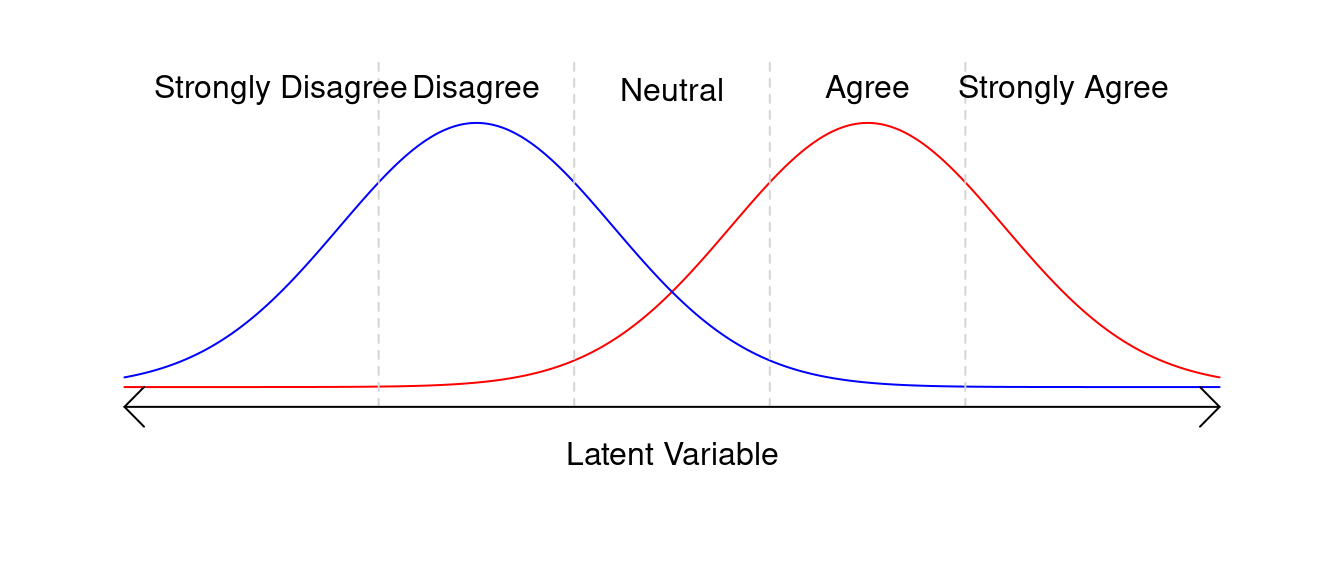 Strongly Disagree
Disagree
Neutral
Agree
Strongly Agree
Latent Variable